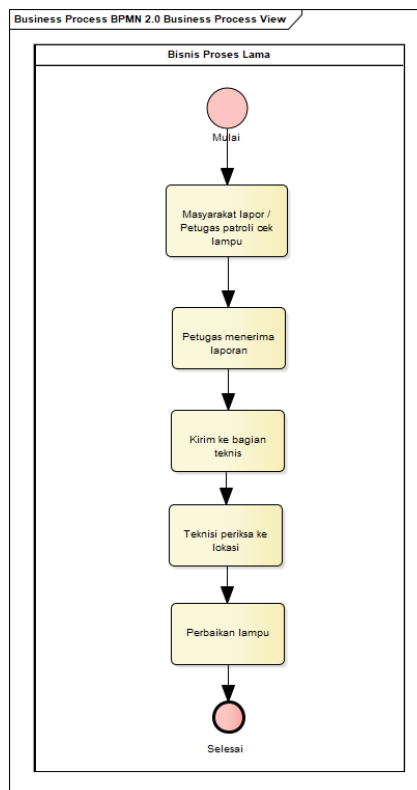 Business Process BPMN 2.0 Business Process View
Bisnis Proses Lama
Mulai
Masyarakat lapor /
Petugas patroli cek
lampu
Petugas menerima
laporan
Kirim ke bagian
teknis
Teknisi periksa ke
lokasi
Perbaikan lampu
Selesai